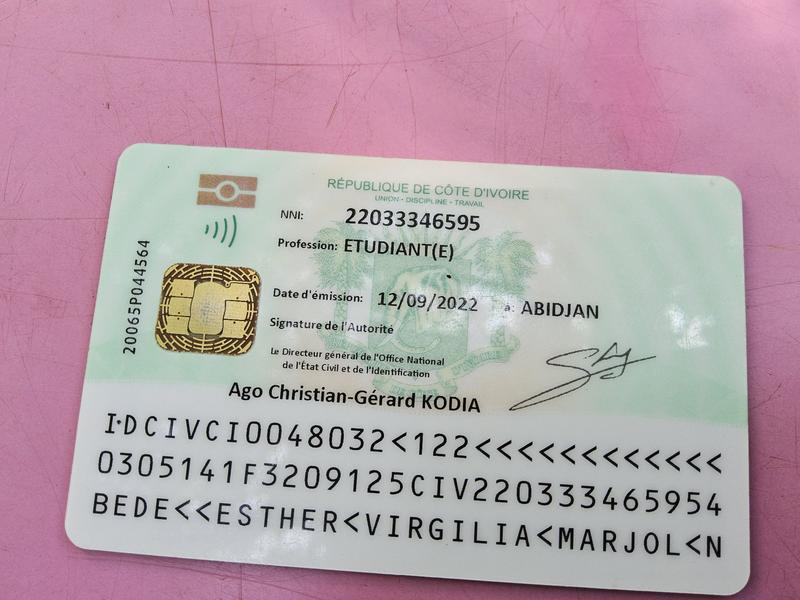 RÉPUBLIQUE DE CÔTE D'IVOIRE
UNION - DISCIPLINE - TRAVAIL
NNI: 22033346595
Profession: ETUDIANT(E)
Date d'émission: 12/09/2022 à: ABIDJAN
Signature de l'Autorité
Le Directeur général de l'Office National
de l'État Civil et de l'Identification
Ago Christian-Gérard KODIA
20065P044564
I·DCIVCI0048032<122<<<<<<<<<<<<
0305141F3209125CIV220333465954
BEDE<<ESTHER<VIRGILIA<MARJOL<N